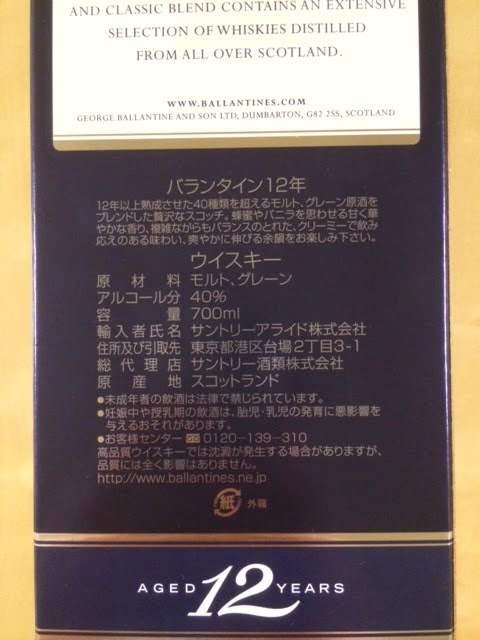 AND CLASSIC BLEND CONTAINS AN EXTENSIVE
SELECTION OF WHISKIES DISTILLED
FROM ALL OVER SCOTLAND.
WWW.BALLANTINES.COM
GEORGE BALLANTINE AND SON LTD, DUMBARTON, G82 2SS, SCOTLAND
バランタイン12年
12年以上熟成させた40種類を超えるモルト、グレーン原酒を
ブレンドした贅沢なスコッチ。蜂蜜やバニラを思わせる甘く華
やかな香り、複雑ながらもバランスのとれた、クリーミーで飲み
応えのある味わい、爽やかに伸びる余韻をお楽しみ下さい。
ウイスキー
原材料 モルト、グレーン
アルコール分 40%
容量 700ml
輸入者氏名 サントリーアライド株式会社
住所及び引取先 東京都港区台場2丁目3-1
総代理店 サントリー酒類株式会社
原産地 スコットランド
●未成年者の飲酒は法律で禁じられています。
●妊娠中や授乳期の飲酒は、胎児・乳児の発育に悪影響を
与えるおそれがあります。
●お客様センター 0120-139-310
高品質ウイスキーでは沈澱が発生する場合がありますが、
品質には全く影響はありません。
http://www.ballantines.ne.jp
紙 外箱
AGED 12 YEARS